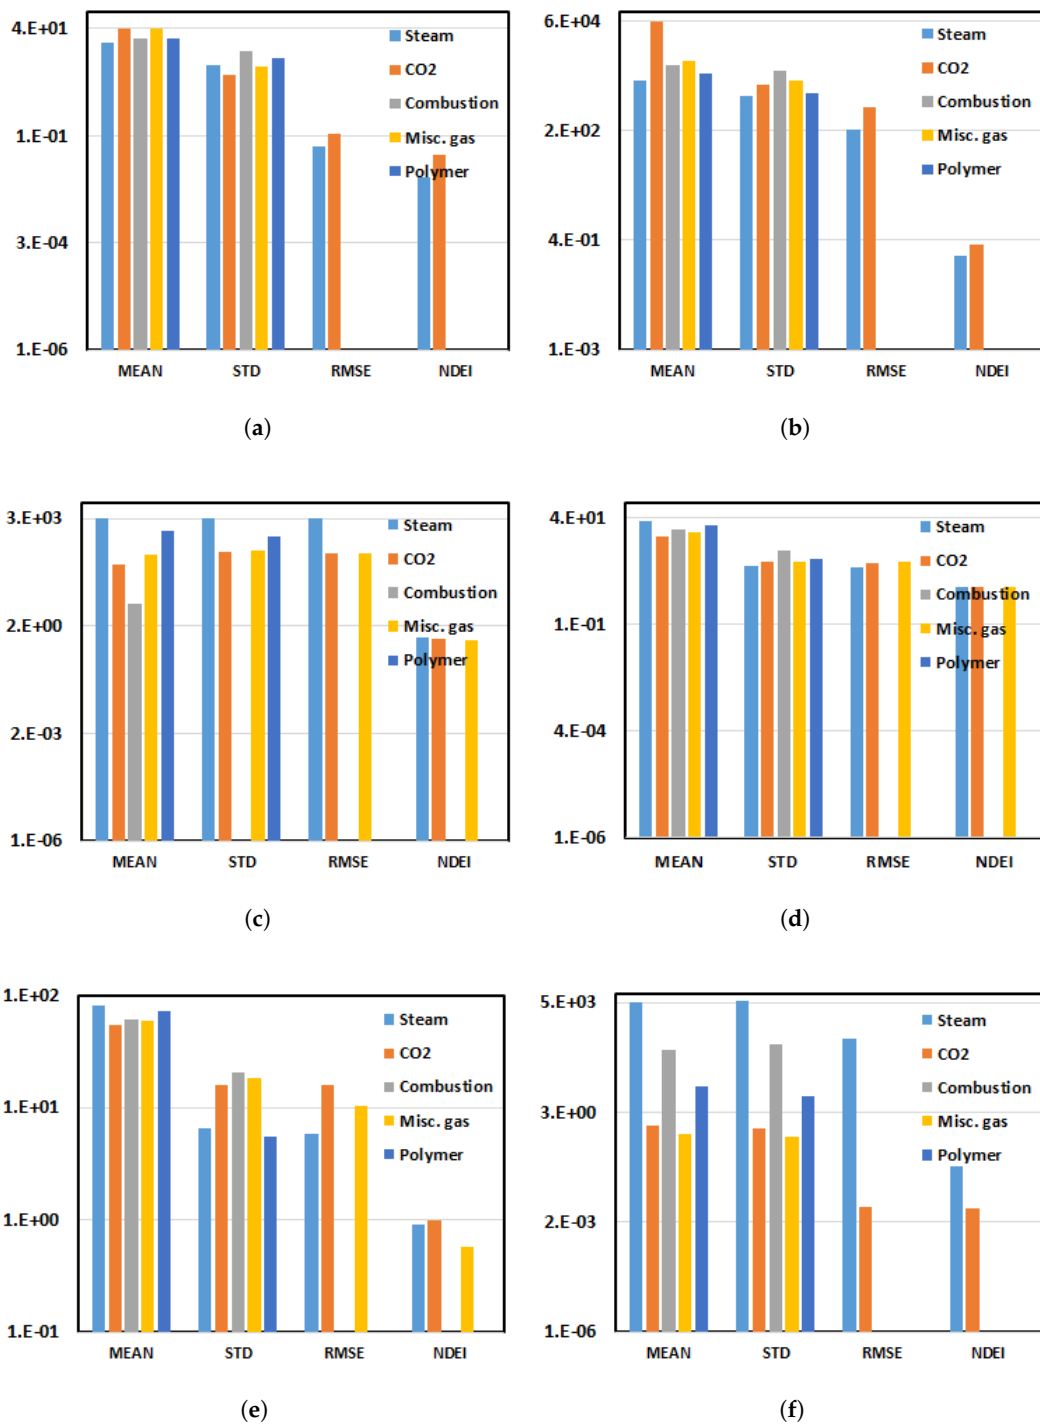 4.E+01
1.E-01
3.E-04
1.E-06
MEAN STD RMSE NDEI
Steam
CO2
Combustion
Misc. gas
Polymer
(a)
6.E+04
2.E+02
4.E-01
1.E-03
MEAN STD RMSE NDEI
Steam
CO2
Combustion
Misc. gas
Polymer
(b)
3.E+03
2.E+00
2.E-03
1.E-06
MEAN STD RMSE NDEI
Steam
CO2
Combustion
Misc. gas
Polymer
(c)
4.E+01
1.E-01
4.E-04
1.E-06
MEAN STD RMSE NDEI
Steam
CO2
Combustion
Misc. gas
Polymer
(d)
1.E+02
1.E+01
1.E+00
1.E-01
MEAN STD RMSE NDEI
Steam
CO2
Combustion
Misc. gas
Polymer
(e)
5.E+03
3.E+00
2.E-03
1.E-06
MEAN STD RMSE NDEI
Steam
CO2
Combustion
Misc. gas
Polymer
(f)